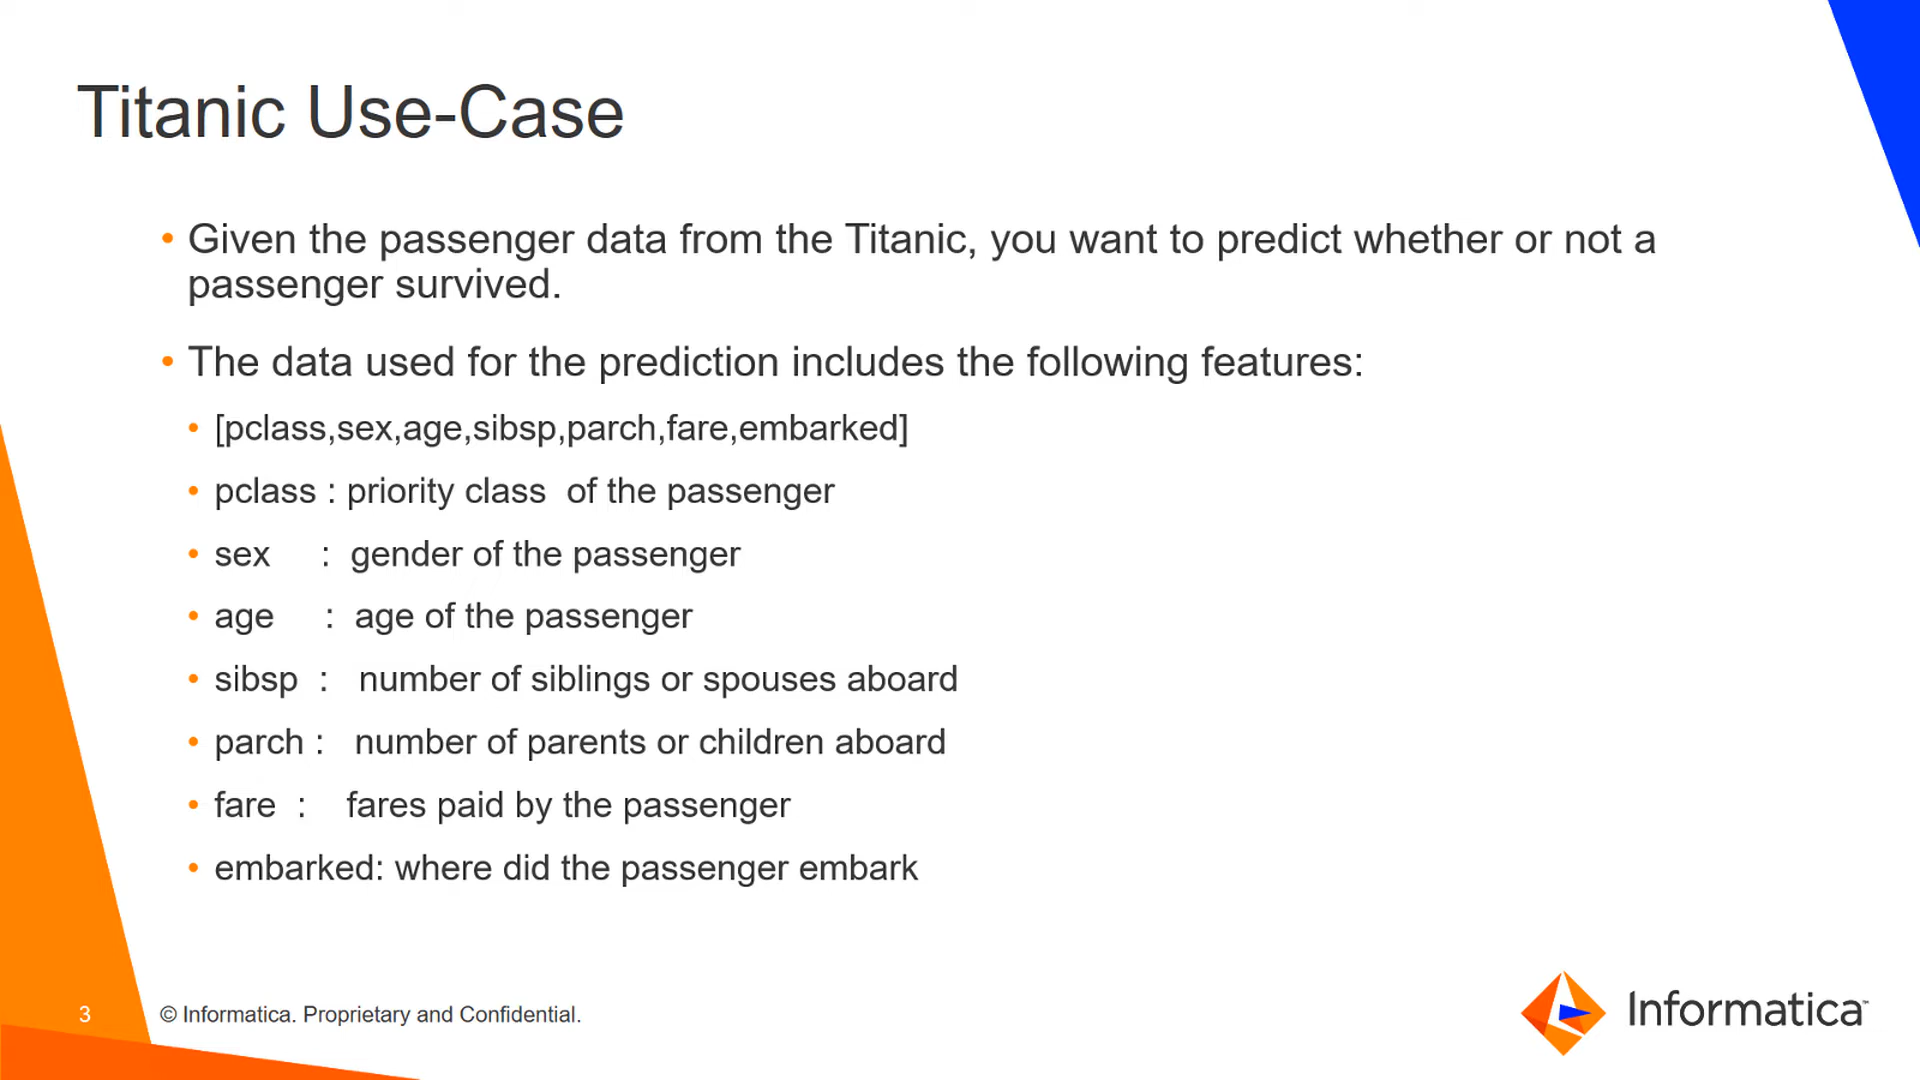 Titanic Use-Case
• Given the passenger data from the Titanic, you want to predict whether or not a
passenger survived.
• The data used for the prediction includes the following features:
• [pclass,sex,age,sibsp,parch,fare,embarked]
• pclass : priority class  of the passenger
• sex     :  gender of the passenger
• age     :  age of the passenger
• sibsp  :   number of siblings or spouses aboard
• parch :   number of parents or children aboard
• fare  :    fares paid by the passenger
• embarked: where did the passenger embark
3
© Informatica. Proprietary and Confidential.
Informatica™